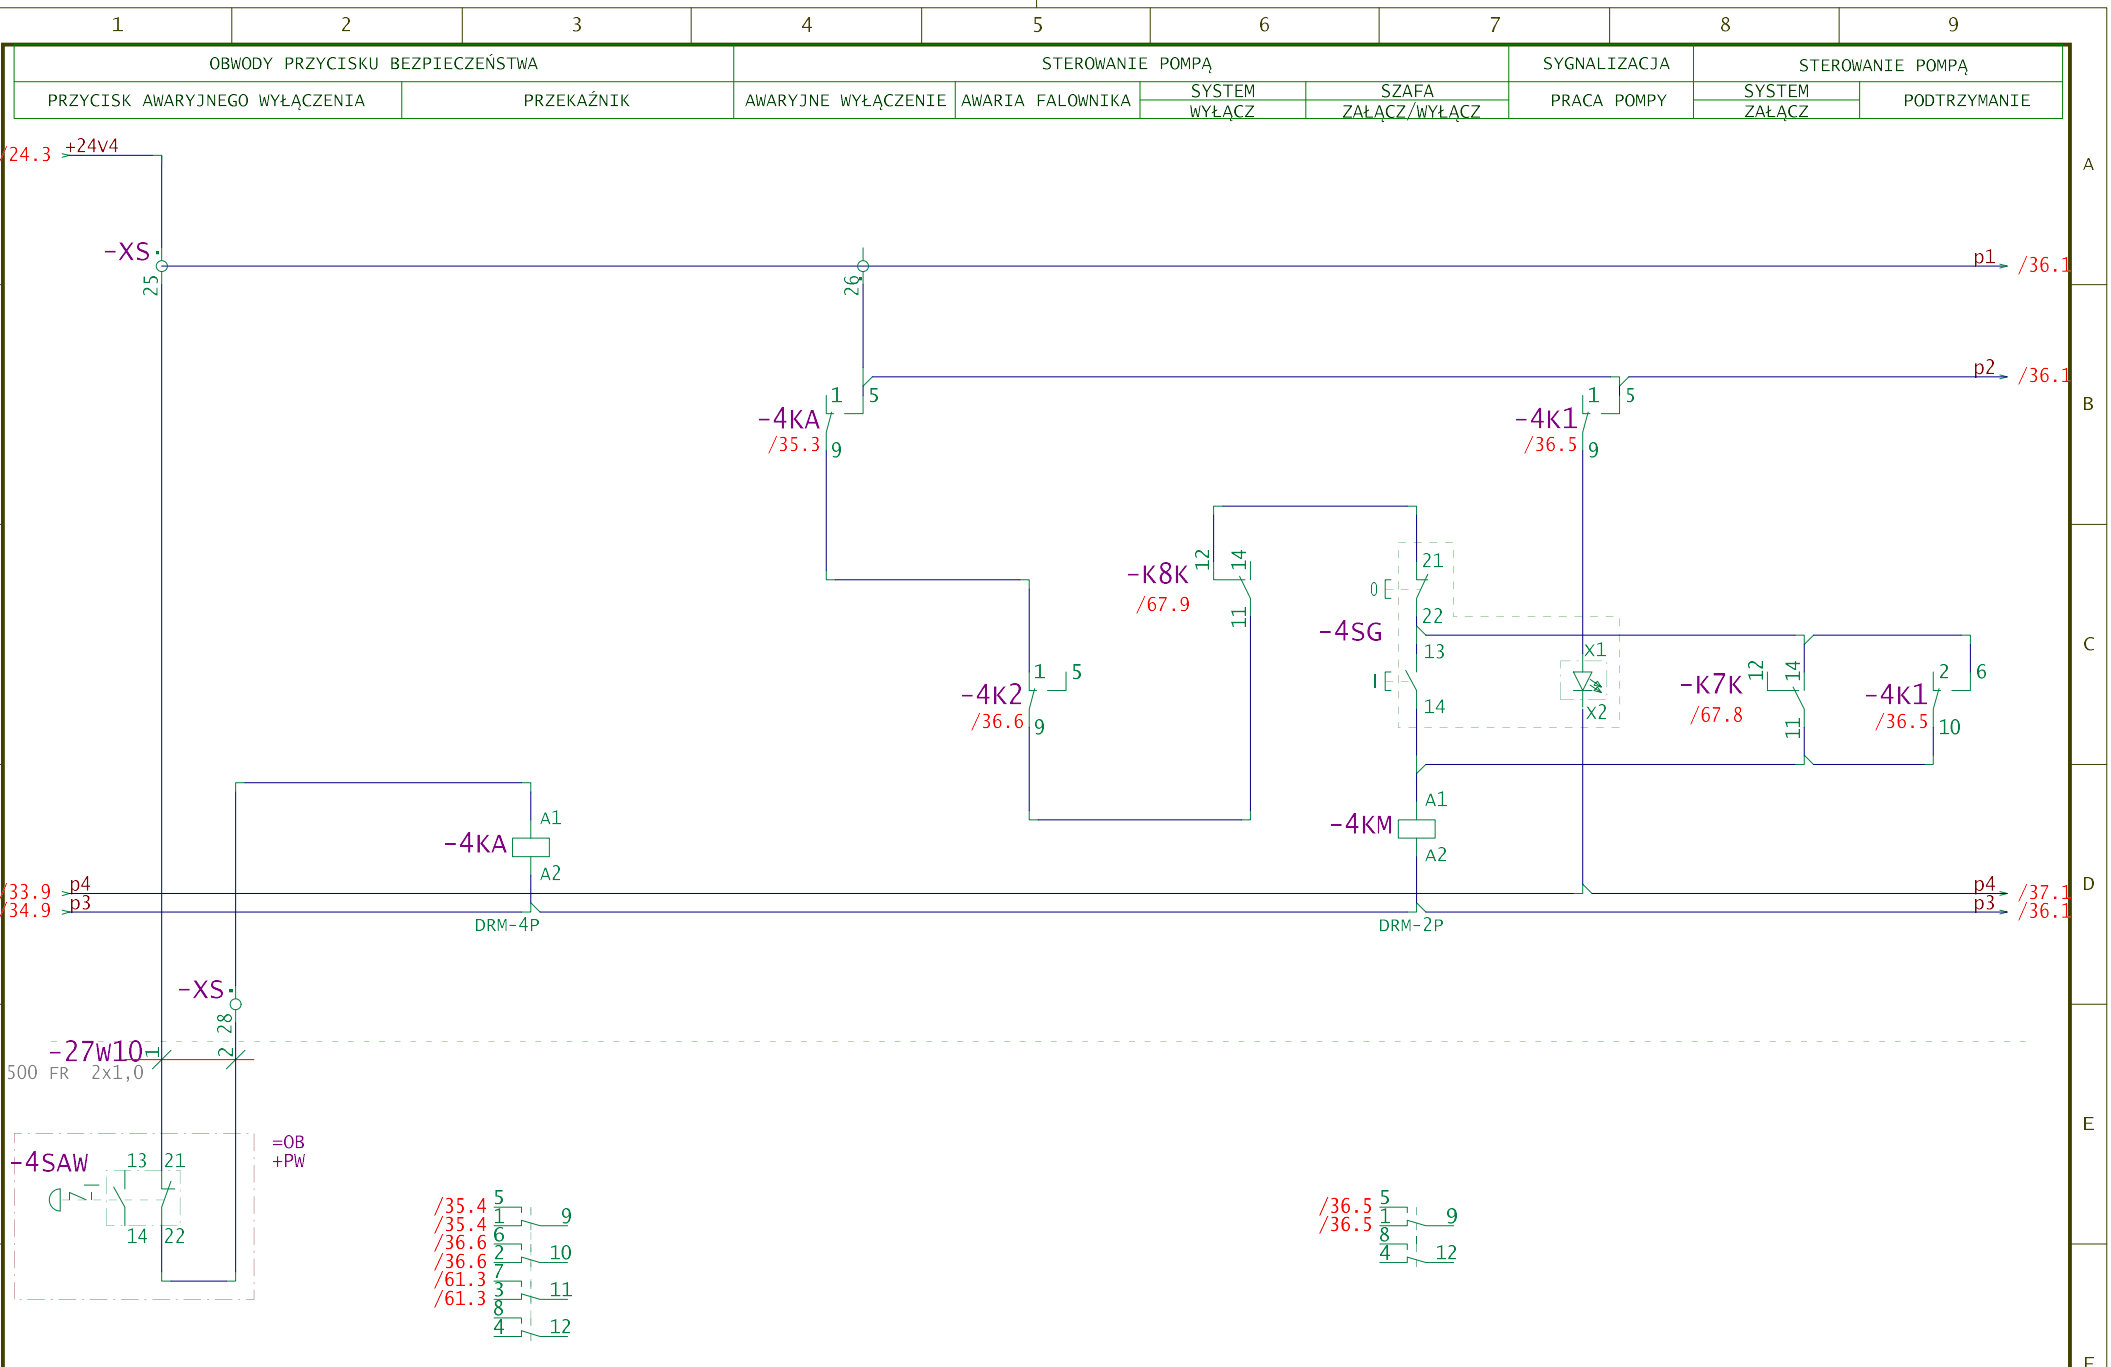 1 2 3 4 5 6 7 8 9
OBWODY PRZYCISKU BEZPIECZEŃSTWA STEROWANIE POMPĄ SYGNALIZACJA STEROWANIE POMPĄ
PRZYCISK AWARYJNEGO WYŁĄCZENIA PRZEKAŹNIK AWARYJNE WYŁĄCZENIE AWARIA FALOWNIKA SYSTEM SZAFA PRACA POMPY SYSTEM PODTRZYMANIE
WYŁĄCZ ZAŁĄCZ/WYŁĄCZ ZAŁĄCZ
/24.3 +24V4
A
-XS
25
26
p1 /36.1
p2 /36.1
1 5
-4KA
/35.3 9
1 5
-4K1
/36.5 9
B
12 14
-K8K
/67.9
11
21
0
22
-4SG
13
I
14
X1
X2
C
1 5
-4K2
/36.6 9
12 14
-K7K
/67.8
11
2 6
-4K1
/36.5 10
A1
-4KA
A2
A1
-4KM
A2
/33.9 p4
/34.9 p3
p4 /37.1
p3 /36.1
D
DRM-4P
DRM-2P
-XS
28
-27W10 1 2
500 FR 2x1,0
=OB
+PW
E
-4SAW 13 21
14 22
/35.4 5
/35.4 1 9
/36.6 6
/36.6 2 10
/61.3 7
/61.3 3 11
8
4 12
/36.5 5
/36.5 1 9
8
4 12
F